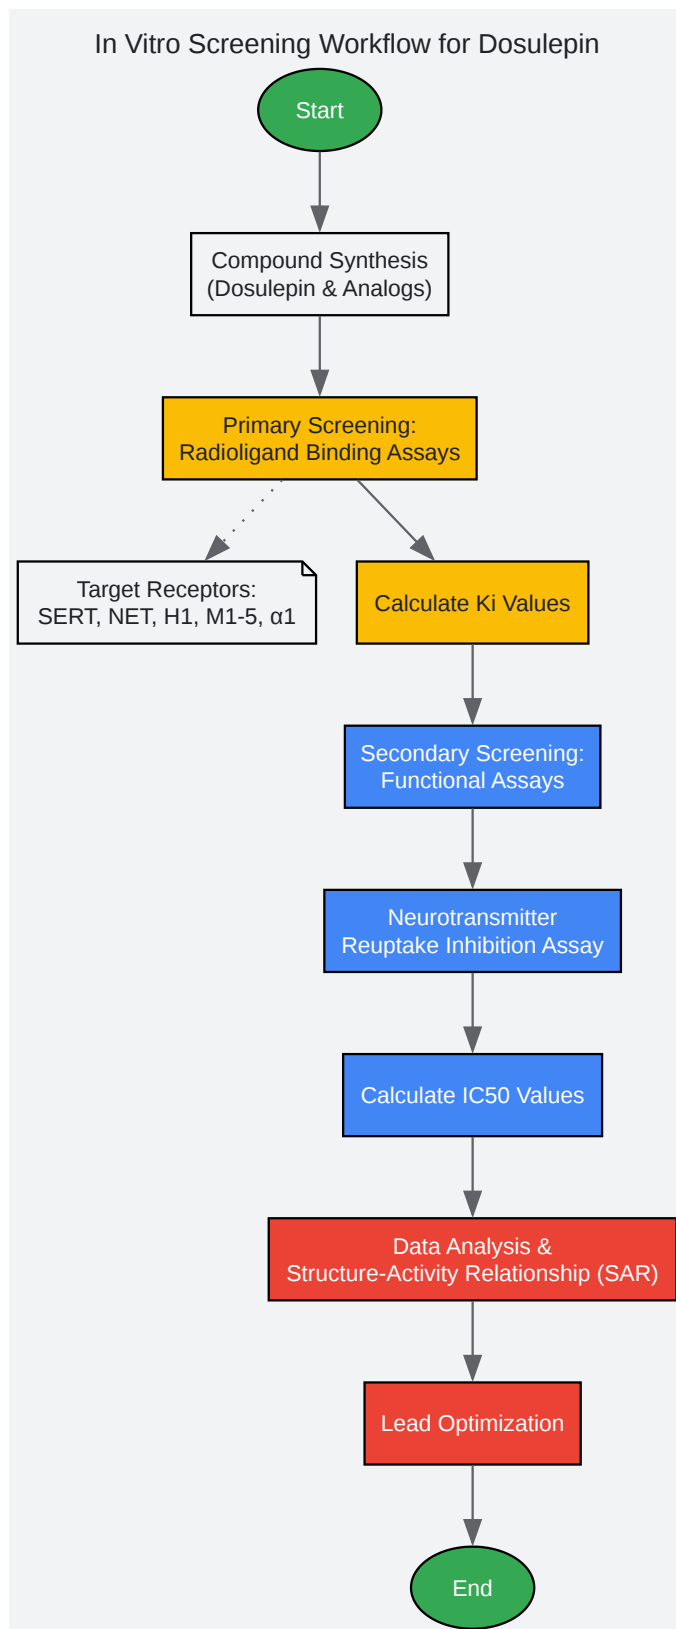 In Vitro Screening Workflow for Dosulepin
Start
Compound Synthesis
(Dosulepin & Analogs)
Primary Screening:
Radioligand Binding Assays
Target Receptors:
SERT, NET, H1, M1-5, α1
Calculate Ki Values
Secondary Screening:
Functional Assays
Neurotransmitter
Reuptake Inhibition Assay
Calculate IC50 Values
Data Analysis &
Structure-Activity Relationship (SAR)
Lead Optimization
End